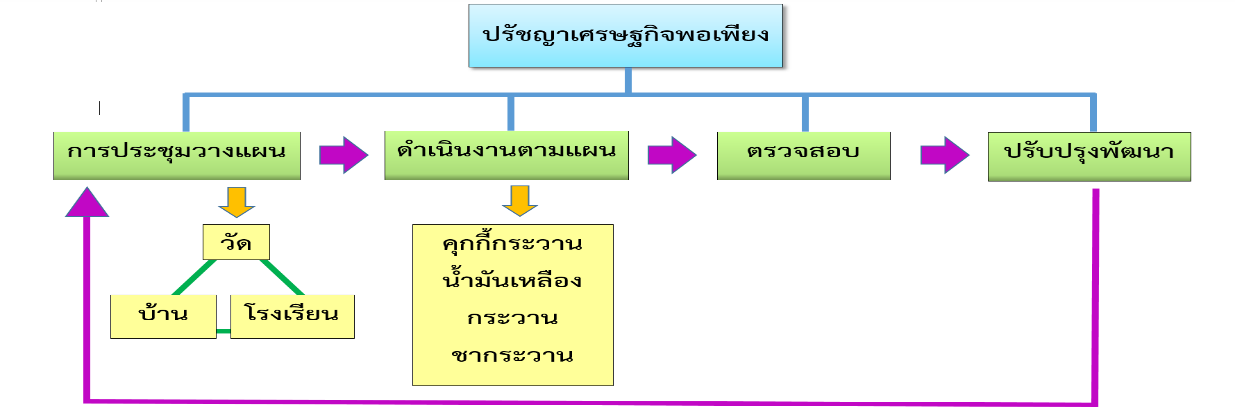 ปรัชญาเศรษฐกิจพอเพียง
การประชุมวางแผน
ดำเนินงานตามแผน
ตรวจสอบ
ปรับปรุงพัฒนา
วัด
บ้าน
โรงเรียน
คุกกี้กระวาน
น้ำมันเหลือง
กระวาน
ชากระวาน